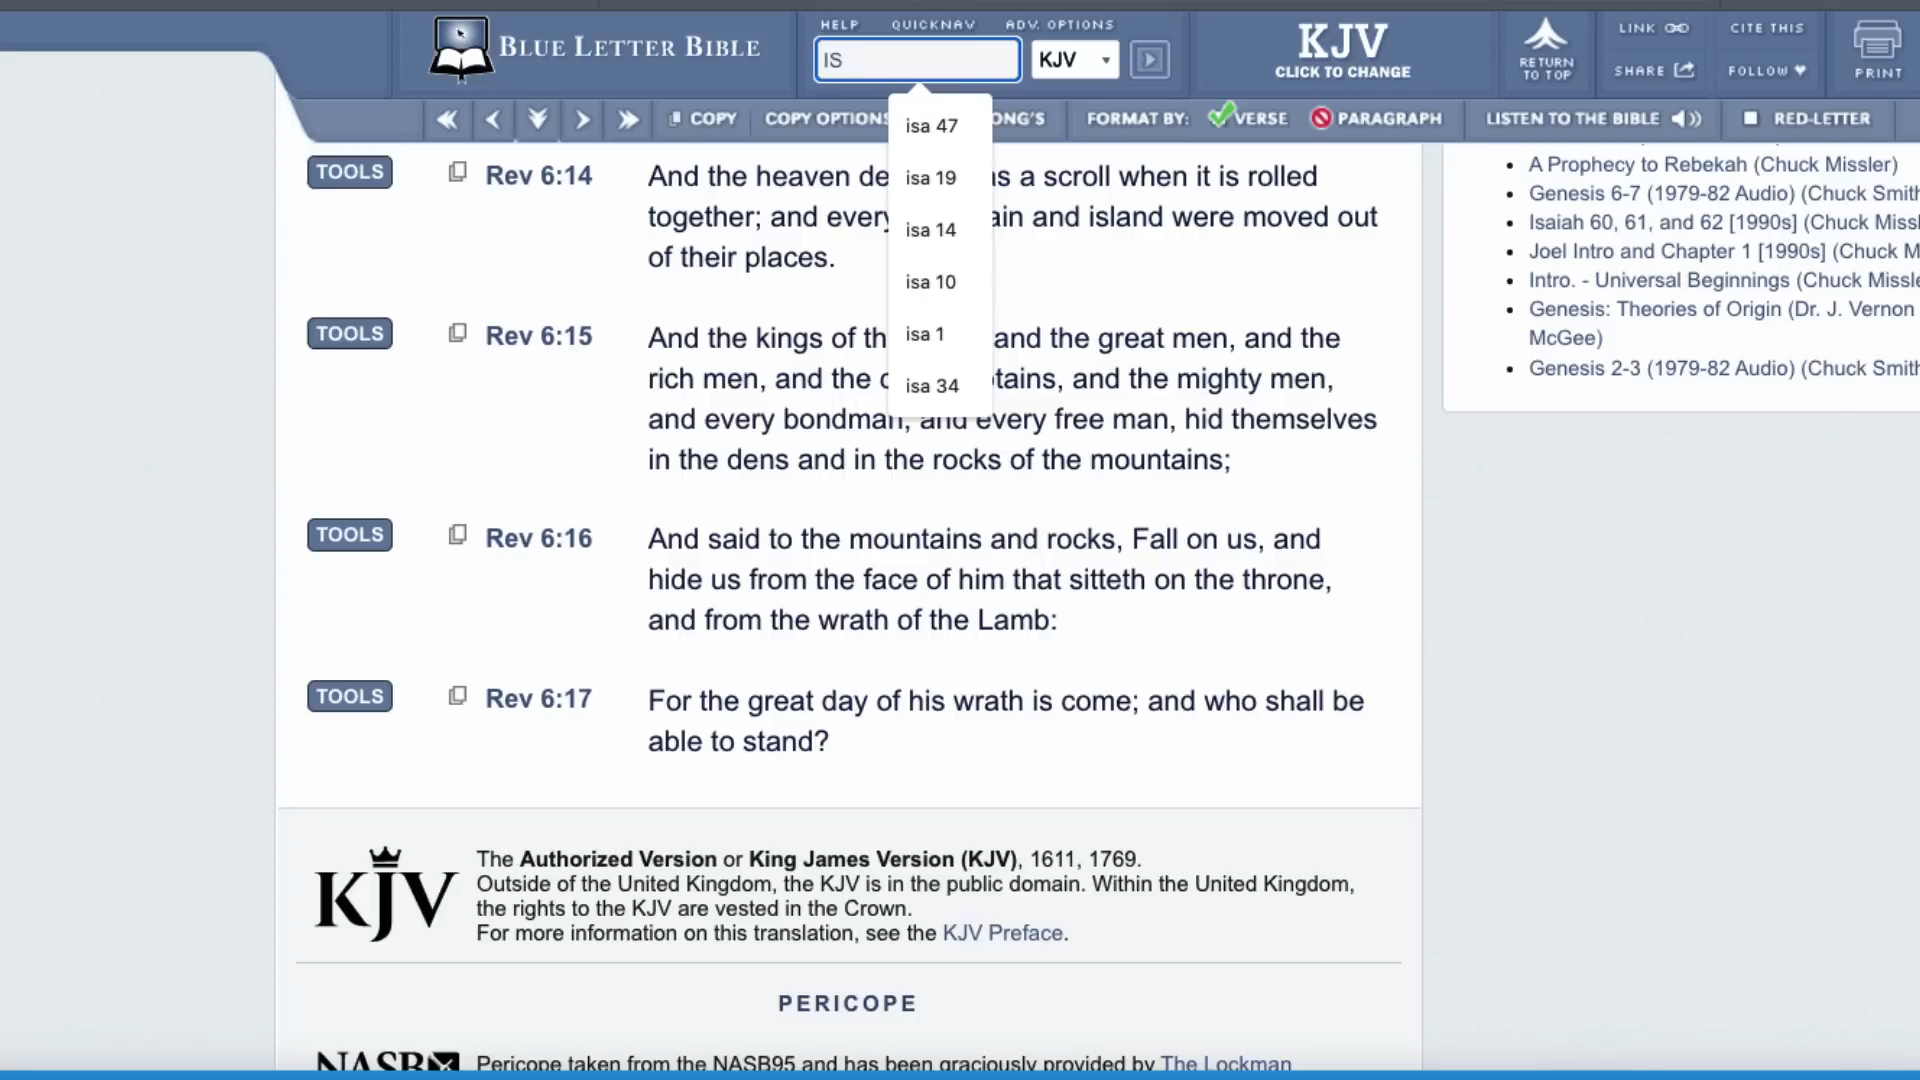 HELP QUICKNAV ADV. OPTIONS
BLUE LETTER BIBLE
IS
KJV
KJV
CLICK TO CHANGE
RETURN
TO TOP
LINK
SHARE
CITE THIS
FOLLOW
PRINT
COPY COPY OPTIONS ONG'S FORMAT BY: VERSE PARAGRAPH LISTEN TO THE BIBLE RED-LETTER
isa 47
isa 19
isa 14
isa 10
isa 1
isa 34
TOOLS Rev 6:14 And the heaven de as a scroll when it is rolled
together; and every ain and island were moved out
of their places.
TOOLS Rev 6:15 And the kings of th and the great men, and the
rich men, and the c tains, and the mighty men,
and every bondman, and every free man, hid themselves
in the dens and in the rocks of the mountains;
TOOLS Rev 6:16 And said to the mountains and rocks, Fall on us, and
hide us from the face of him that sitteth on the throne,
and from the wrath of the Lamb:
TOOLS Rev 6:17 For the great day of his wrath is come; and who shall be
able to stand?
A Prophecy to Rebekah (Chuck Missler)
Genesis 6-7 (1979-82 Audio) (Chuck Smith
Isaiah 60, 61, and 62 [1990s] (Chuck Missl
Joel Intro and Chapter 1 [1990s] (Chuck M
Intro. - Universal Beginnings (Chuck Missle
Genesis: Theories of Origin (Dr. J. Vernon
McGee)
Genesis 2-3 (1979-82 Audio) (Chuck Smith
KJV
The Authorized Version or King James Version (KJV), 1611, 1769.
Outside of the United Kingdom, the KJV is in the public domain. Within the United Kingdom,
the rights to the KJV are vested in the Crown.
For more information on this translation, see the KJV Preface.
PERICOPE
NASB Pericope taken from the NASB95 and has been graciously provided by The Lockman